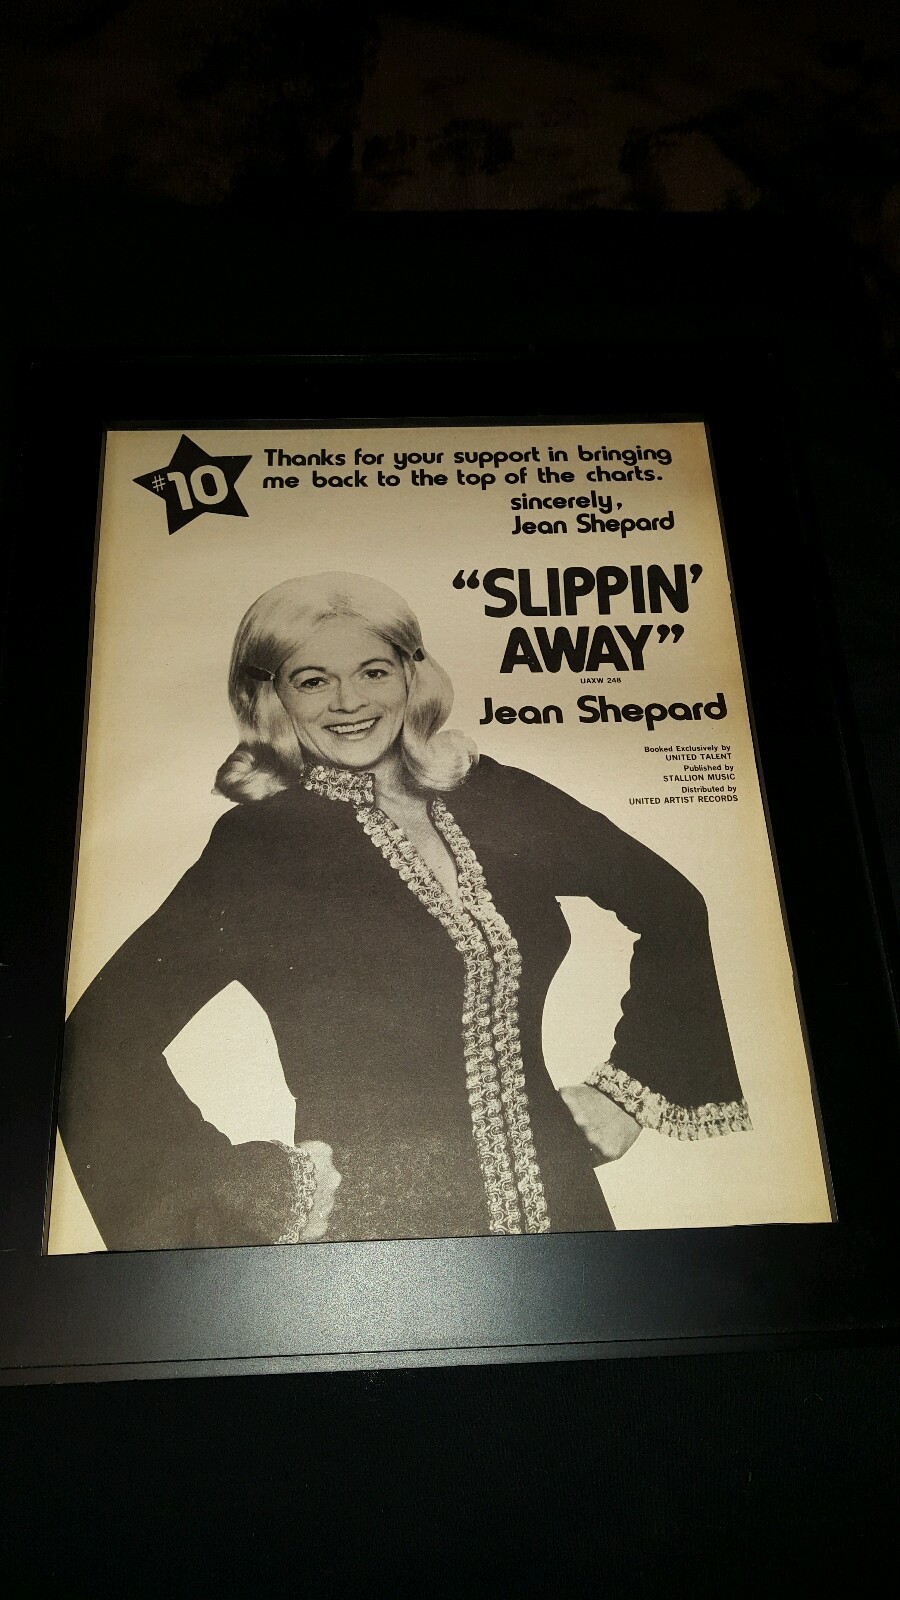 #10
Thanks for your support in bringing
me back to the top of the charts.
sincerely,
Jean Shepard
“SLIPPIN’
AWAY”
UAXW 248
Jean Shepard
Booked Exclusively by
UNITED TALENT
Published by
STALLION MUSIC
Distributed by
UNITED ARTIST RECORDS